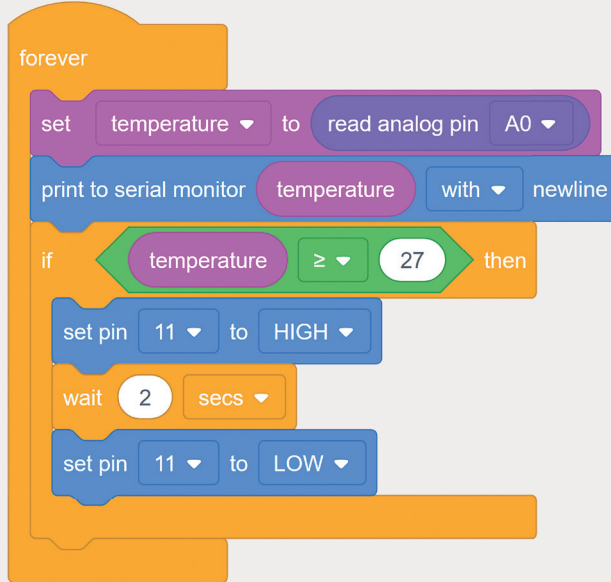 forever
set temperature to read analog pin A0
print to serial monitor temperature with newline
if temperature ≥ 27 then
set pin 11 to HIGH
wait 2 secs
set pin 11 to LOW